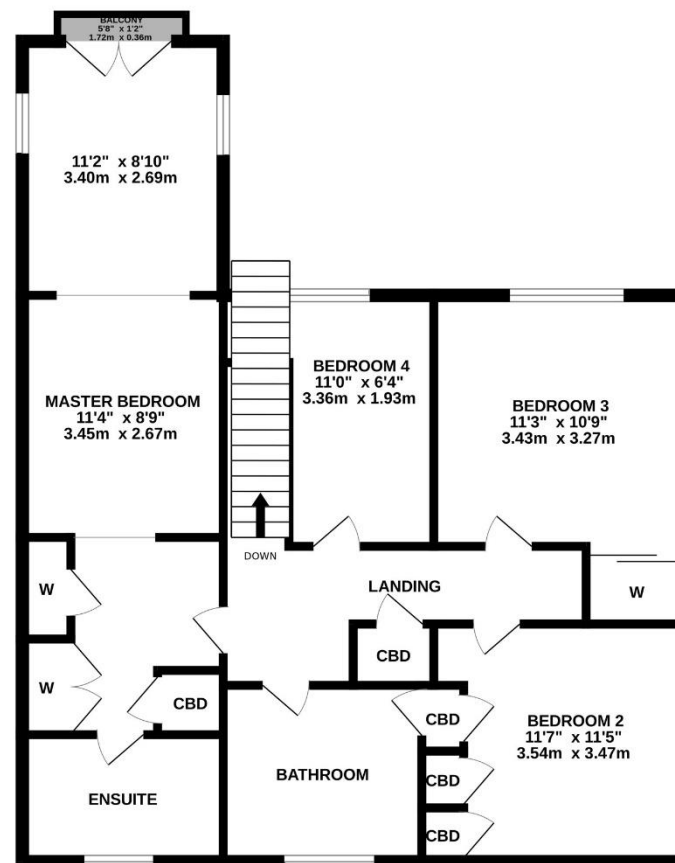 BALCONY
5'8" x 1'2"
1.72m x 0.36m
11'2" x 8'10"
3.40m x 2.69m
MASTER BEDROOM
11'4" x 8'9"
3.45m x 2.67m
BEDROOM 4
11'0" x 6'4"
3.36m x 1.93m
BEDROOM 3
11'3" x 10'9"
3.43m x 3.27m
DOWN
LANDING
W
W
W
CBD
CBD
CBD
BEDROOM 2
11'7" x 11'5"
3.54m x 3.47m
CBD
CBD
BATHROOM
ENSUITE